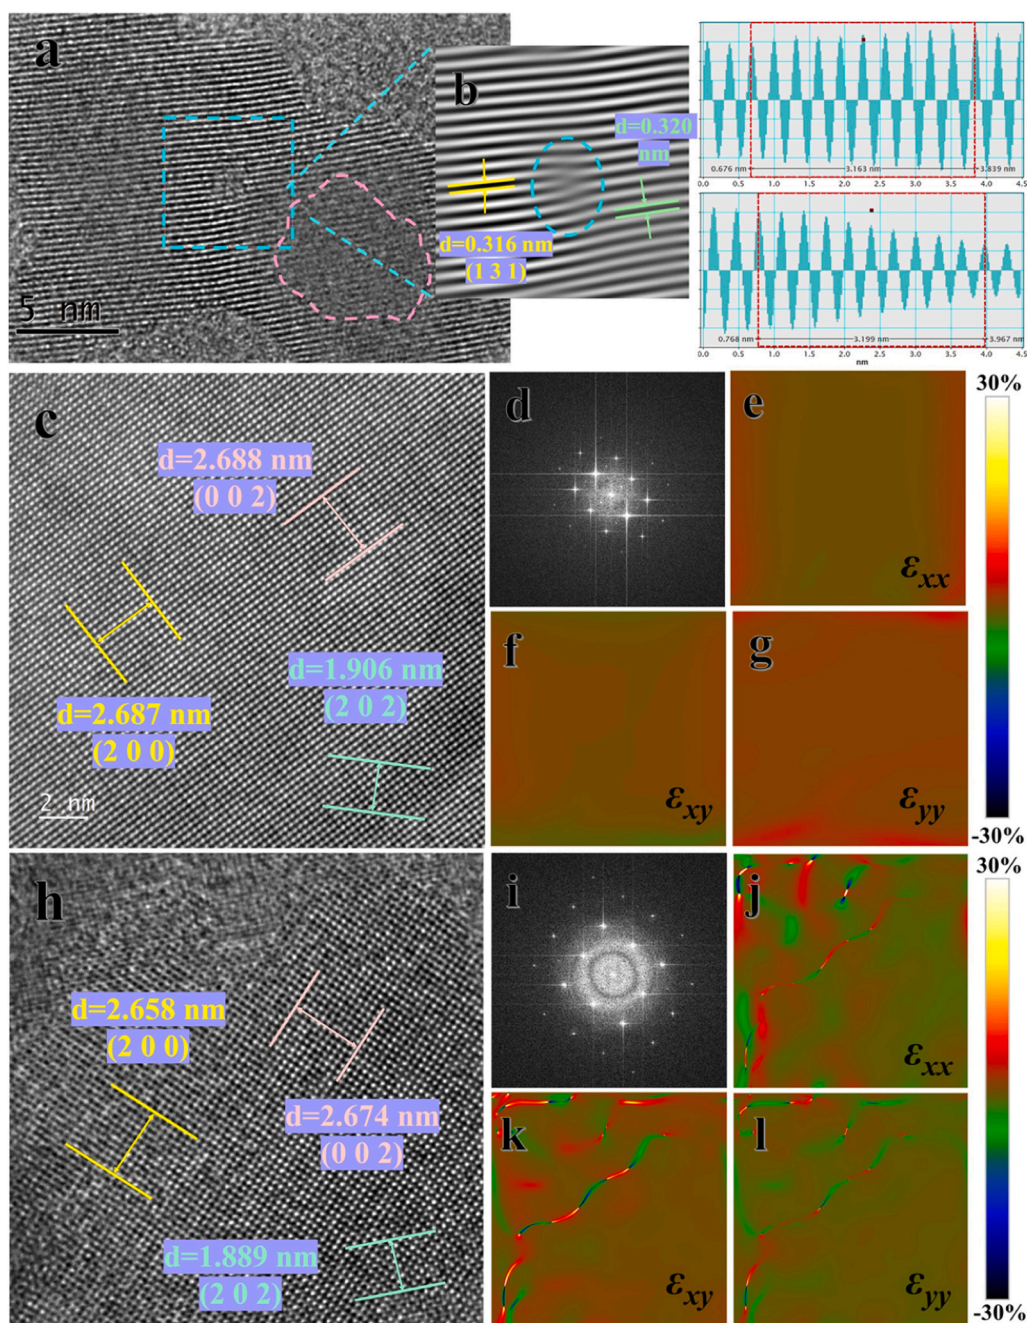 a
5 nm
b
d=0.320
nm
d=0.316 nm
(1 3 1)
0.676 nm
3.163 nm
3.839 nm
0.0 0.5 1.0 1.5 2.0 2.5 3.0 3.5 4.0 4.5
0.768 nm
3.199 nm
3.967 nm
0.0 0.5 1.0 1.5 2.0 2.5 3.0 3.5 4.0 4.5
nm
c
d=2.688 nm
(0 0 2)
d=1.906 nm
(2 0 2)
d=2.687 nm
(2 0 0)
2 nm
d
e
εxx
30%
f
εxy
g
εyy
-30%
h
d=2.658 nm
(2 0 0)
d=2.674 nm
(0 0 2)
d=1.889 nm
(2 0 2)
i
j
εxx
30%
k
εxy
l
εyy
-30%